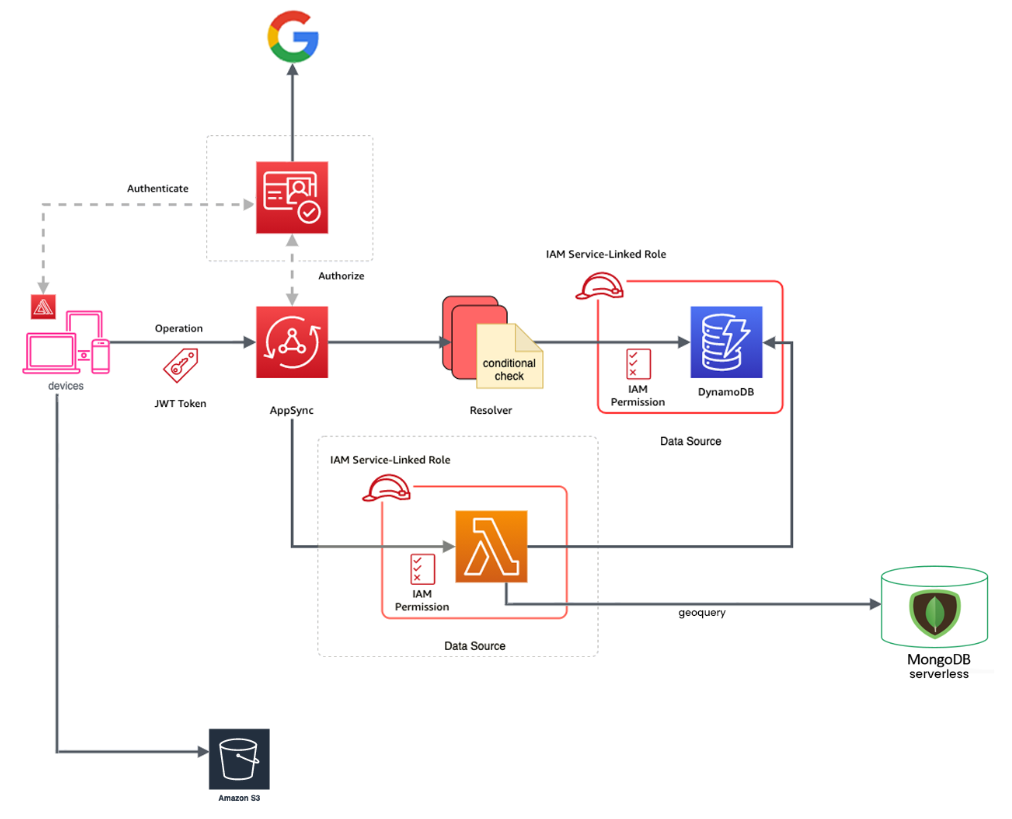 Authenticate
Authorize
IAM Service-Linked Role
Operation
JWT Token
devices
AppSync
conditional
check
Resolver
IAM
Permission
DynamoDB
Data Source
IAM Service-Linked Role
IAM
Permission
Data Source
geoquery
MongoDB
serverless
Amazon S3